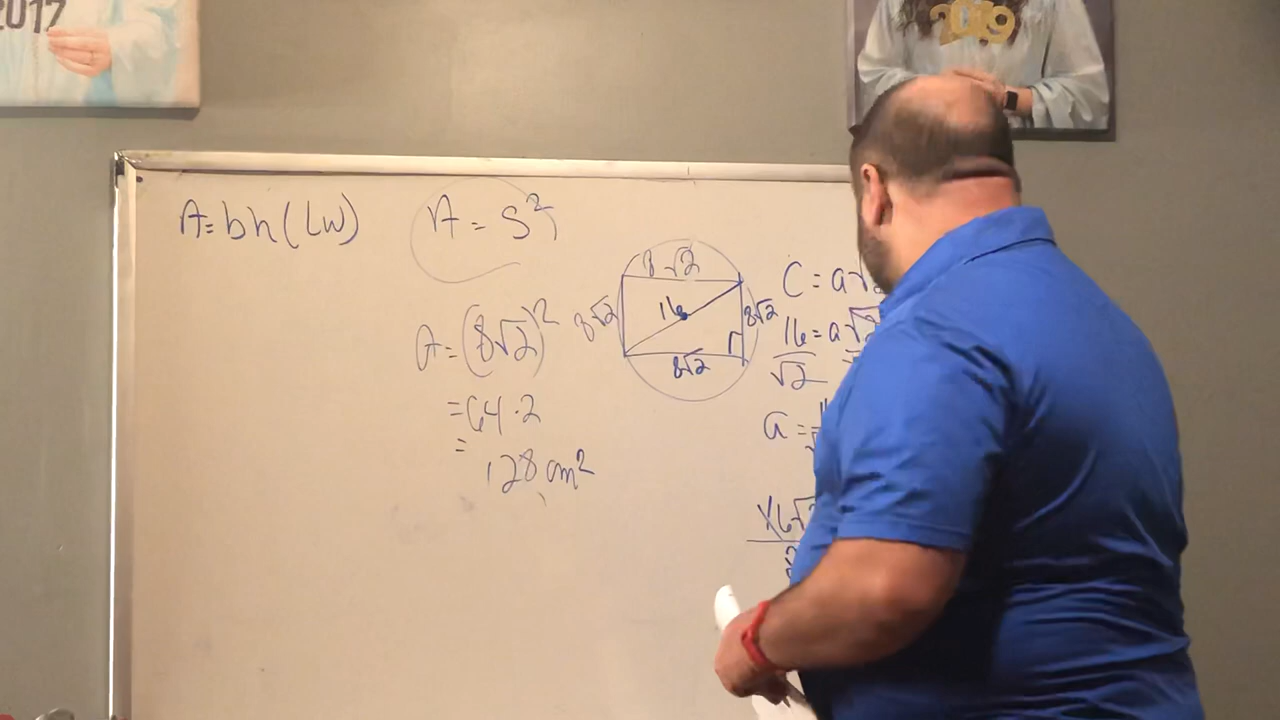 2017
2019
A=bh(LW)
A = S²
8√2
8√2
16
8√2
8√2
A=(8√2)²
=64·2
=
128 cm²
C=a√
16=a√2
√2
a=
16√